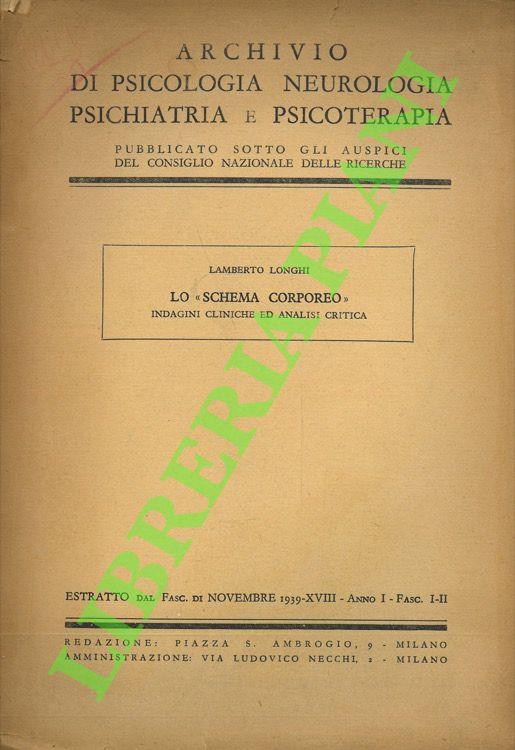 ARCHIVIO
DI PSICOLOGIA NEUROLOGIA
PSICHIATRIA E PSICOTERAPIA
PUBBLICATO SOTTO GLI AUSPICI
DEL CONSIGLIO NAZIONALE DELLE RICERCHE
LAMBERTO LONGHI
LO «SCHEMA CORPOREO»
INDAGINI CLINICHE ED ANALISI CRITICA
ESTRATTO DAL FASC. DI NOVEMBRE 1939-XVIII - ANNO I - FASC. I-II
REDAZIONE: PIAZZA S. AMBROGIO, 9 - MILANO
AMMINISTRAZIONE: VIA LUDOVICO NECCHI, 2 - MILANO
LIBRERIA PIANI